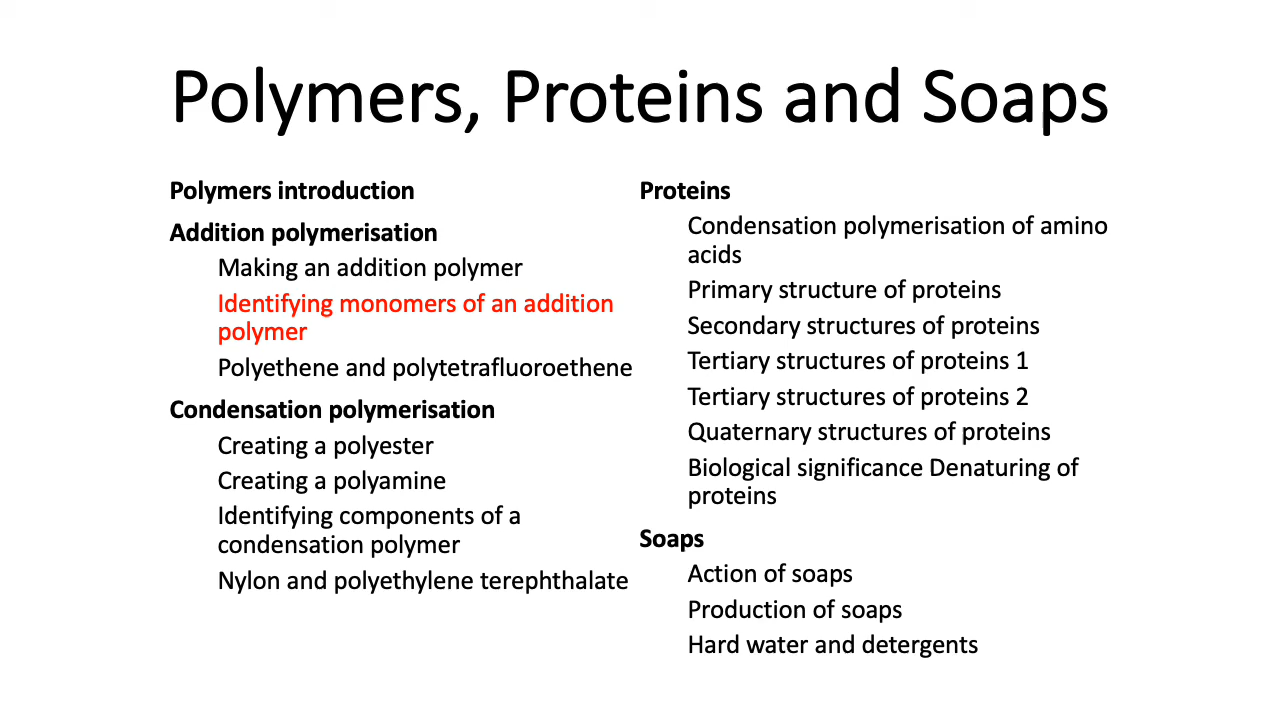 Polymers, Proteins and Soaps
Polymers introduction
Addition polymerisation
Making an addition polymer
Identifying monomers of an addition
polymer
Polyethene and polytetrafluoroethene
Condensation polymerisation
Creating a polyester
Creating a polyamine
Identifying components of a
condensation polymer
Nylon and polyethylene terephthalate
Proteins
Condensation polymerisation of amino
acids
Primary structure of proteins
Secondary structures of proteins
Tertiary structures of proteins 1
Tertiary structures of proteins 2
Quaternary structures of proteins
Biological significance Denaturing of
proteins
Soaps
Action of soaps
Production of soaps
Hard water and detergents